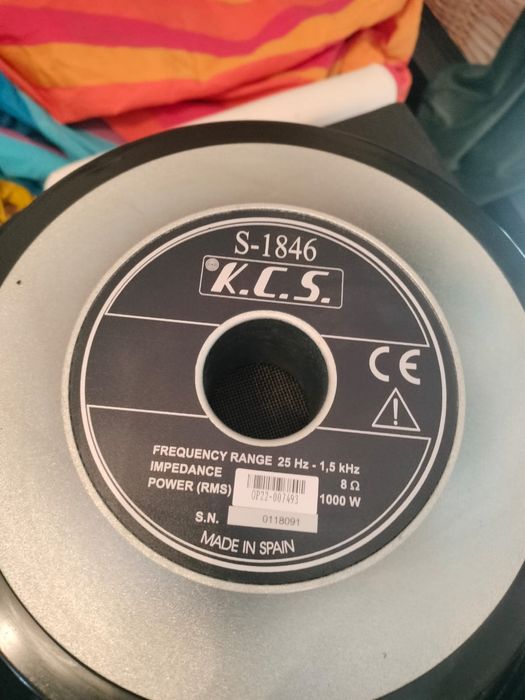 S-1846
K.C.S.
CE
FREQUENCY RANGE 25 Hz - 1,5 kHz
IMPEDANCE 8 Ω
POWER (RMS) 1000 W
OP22-007493
S.N. 0118091
MADE IN SPAIN